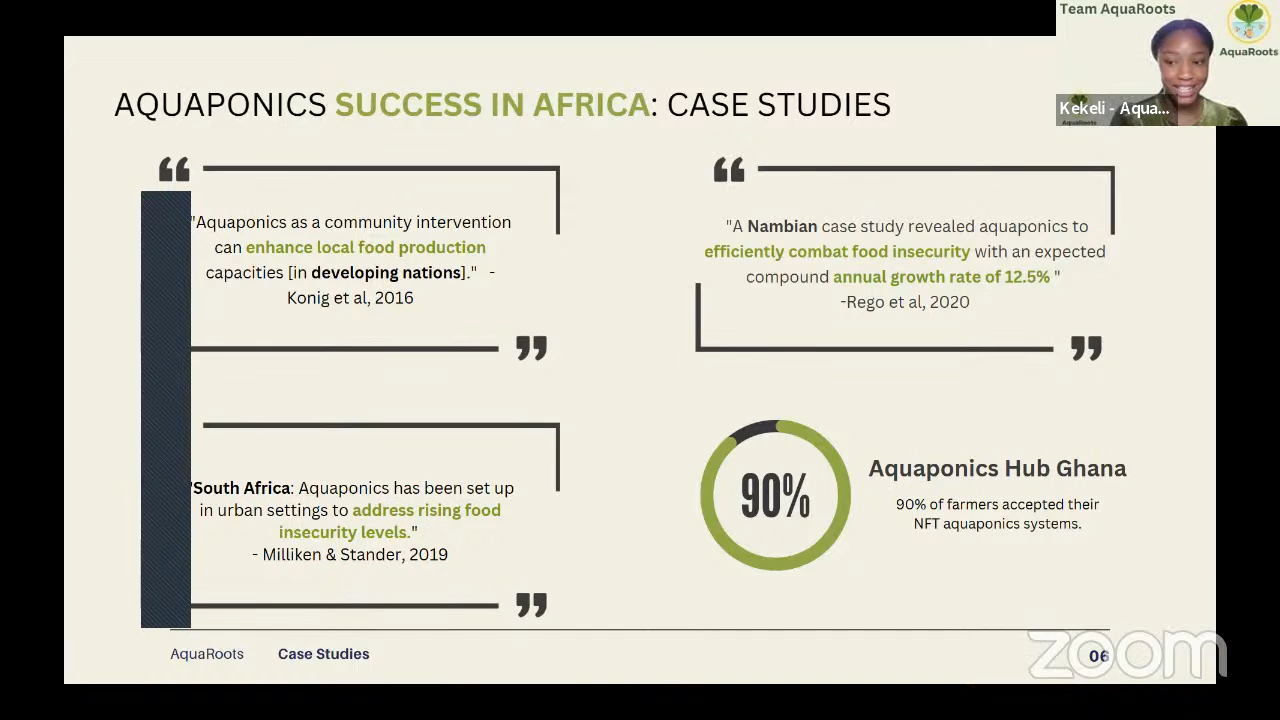 Team AquaRoots
AquaRoots
Kekeli - Aqua...
AQUAPONICS SUCCESS IN AFRICA: CASE STUDIES
"Aquaponics as a community intervention
can enhance local food production
capacities [in developing nations]." -
Konig et al, 2016
"A Nambian case study revealed aquaponics to
efficiently combat food insecurity with an expected
compound annual growth rate of 12.5% "
-Rego et al, 2020
"South Africa: Aquaponics has been set up
in urban settings to address rising food
insecurity levels."
- Milliken & Stander, 2019
90%
Aquaponics Hub Ghana
90% of farmers accepted their
NFT aquaponics systems.
AquaRoots Case Studies
06
zoom